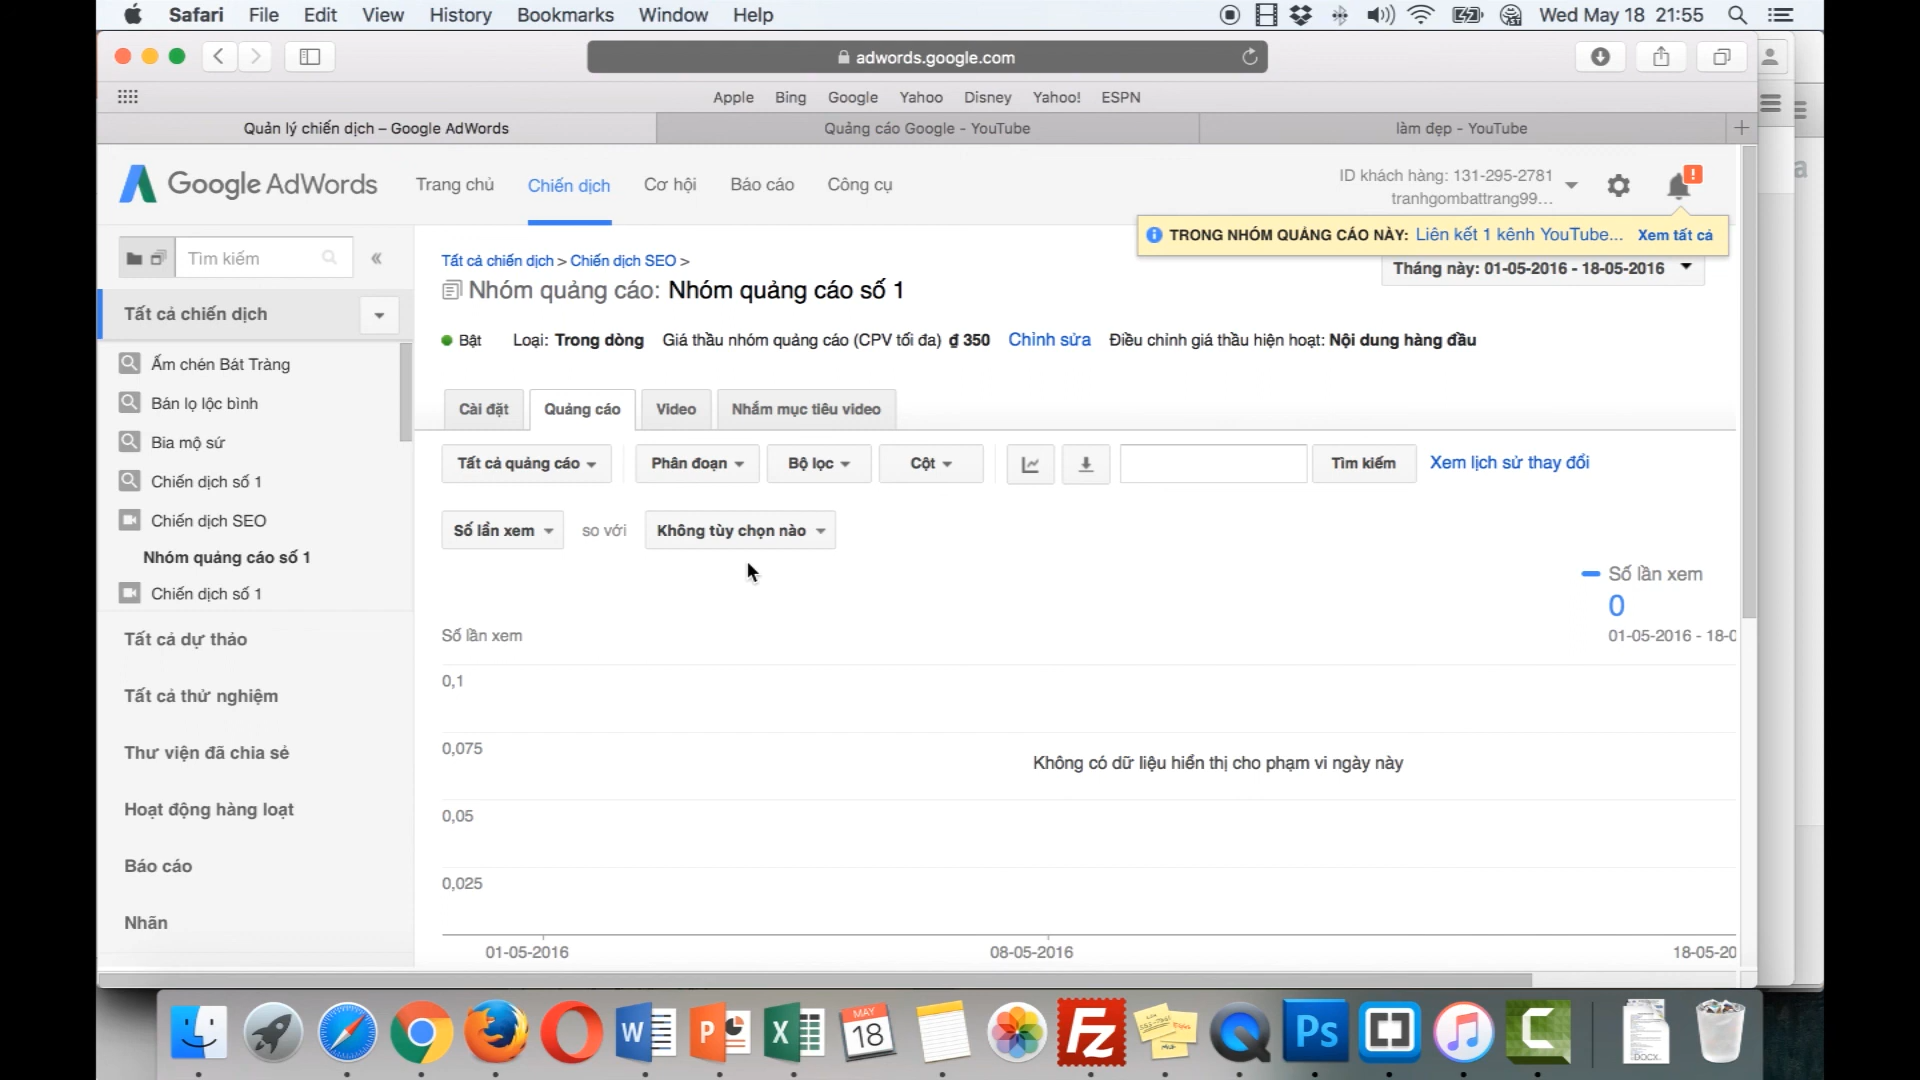 Safari File Edit View History Bookmarks Window Help Wed May 18 21:55
adwords.google.com
Apple Bing Google Yahoo Disney Yahoo! ESPN
Quản lý chiến dịch – Google AdWords Quảng cáo Google - YouTube làm đẹp - YouTube
Google AdWords Trang chủ Chiến dịch Cơ hội Báo cáo Công cụ ID khách hàng: 131-295-2781
tranhgombattrang99...
TRONG NHÓM QUẢNG CÁO NÀY: Liên kết 1 kênh YouTube... Xem tất cả
Tìm kiếm
Tất cả chiến dịch > Chiến dịch SEO >
Tháng này: 01-05-2016 - 18-05-2016
Nhóm quảng cáo: Nhóm quảng cáo số 1
Tất cả chiến dịch
Bật Loại: Trong dòng Giá thầu nhóm quảng cáo (CPV tối đa) ₫ 350 Chỉnh sửa Điều chỉnh giá thầu hiện hoạt: Nội dung hàng đầu
Ấm chén Bát Tràng
Bán lọ lộc bình
Bia mộ sứ
Chiến dịch số 1
Chiến dịch SEO
Nhóm quảng cáo số 1
Chiến dịch số 1
Tất cả dự thảo
Tất cả thử nghiệm
Thư viện đã chia sẻ
Hoạt động hàng loạt
Báo cáo
Nhãn
Cài đặt Quảng cáo Video Nhắm mục tiêu video
Tất cả quảng cáo Phân đoạn Bộ lọc Cột Tìm kiếm Xem lịch sử thay đổi
Số lần xem so với Không tùy chọn nào
Số lần xem
0
01-05-2016 - 18-0
Số lần xem
0,1
0,075
Không có dữ liệu hiển thị cho phạm vi ngày này
0,05
0,025
01-05-2016 08-05-2016 18-05-20
W P X MAY 18 Fz Ps C DOCX